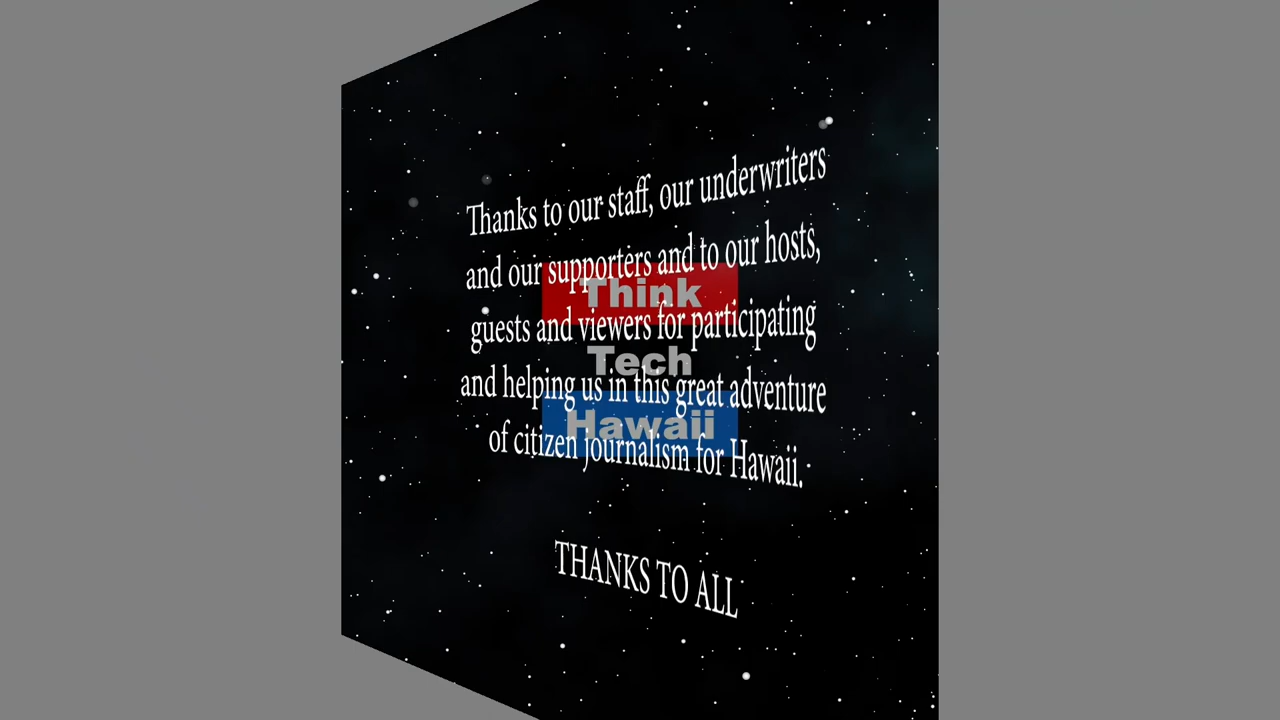 Thanks to our staff, our underwriters
and our supporters and to our hosts,
guests and viewers for participating
and helping us in this great adventure
of citizen journalism for Hawaii.
THANKS TO ALL
Think
Tech
Hawaii